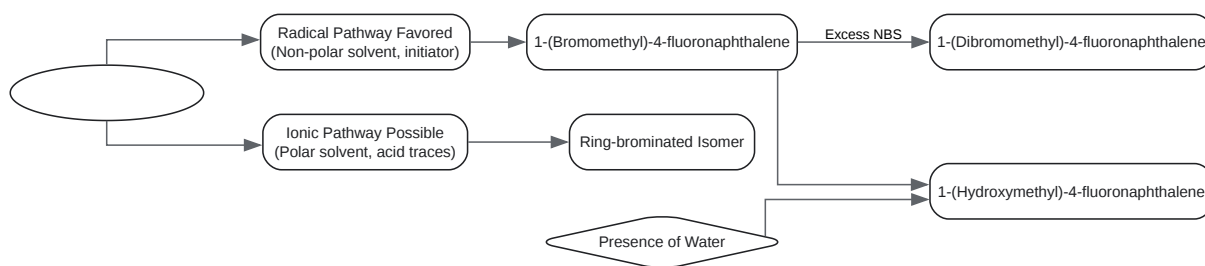 Radical Pathway Favored
(Non-polar solvent, initiator)
1-(Bromomethyl)-4-fluoronaphthalene
Excess NBS
1-(Dibromomethyl)-4-fluoronaphthalene
Ionic Pathway Possible
(Polar solvent, acid traces)
Ring-brominated Isomer
1-(Hydroxymethyl)-4-fluoronaphthalene
Presence of Water